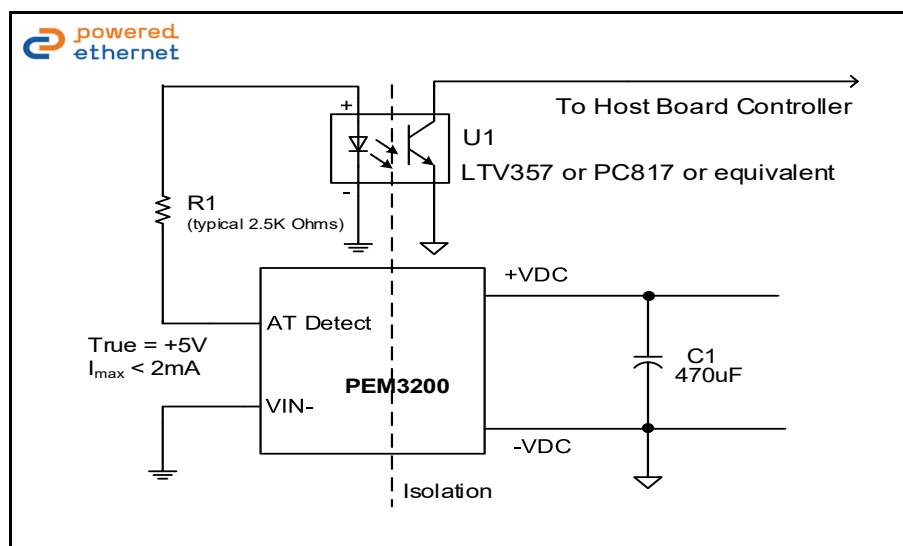 powered
ethernet
+
-
To Host Board Controller
U1
LTV357 or PC817 or equivalent
R1
(typical 2.5K Ohms)
+VDC
AT Detect
True = +5V
Imax < 2mA
C1
470uF
PEM3200
VIN-
-VDC
Isolation